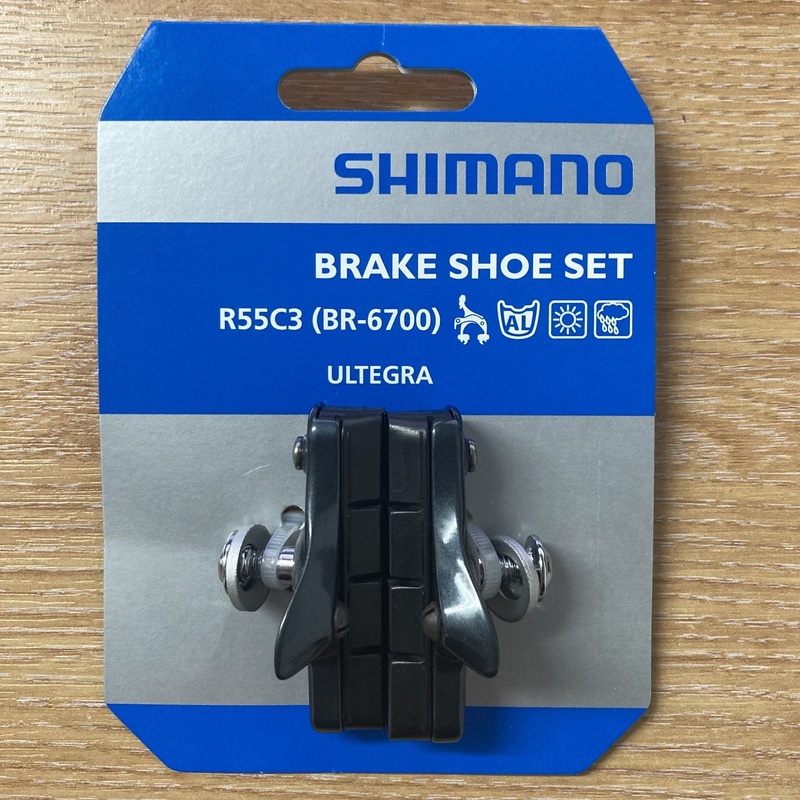 SHIMANO
BRAKE SHOE SET
R55C3 (BR-6700) AL
ULTEGRA